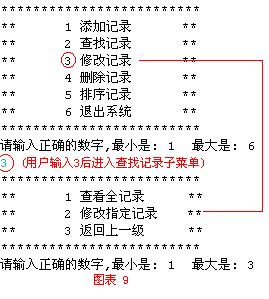 **************************
**      1 添加记录      **
**      2 查找记录      **
**      3 修改记录      **
**      4 删除记录      **
**      5 排序记录      **
**      6 退出系统      **
**************************
请输入正确的数字,最小是: 1  最大是: 6
3 (用户输入3后进入查找记录子菜单)
**************************
**      1 查看全记录      **
**      2 修改指定记录    **
**      3 返回上一级      **
**************************
请输入正确的数字,最小是: 1  最大是: 3
图表 9